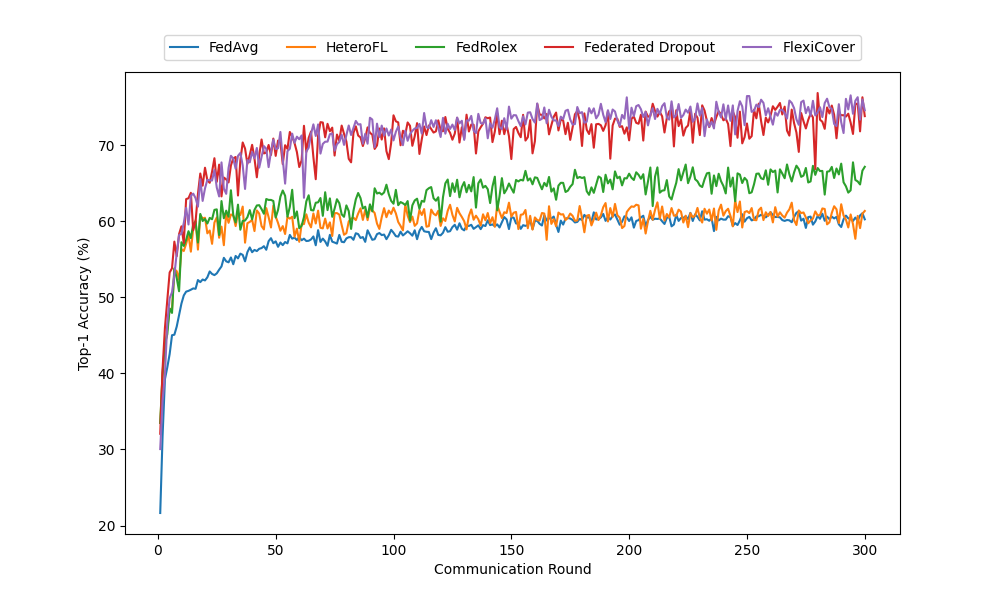 FedAvg HeteroFL FedRolex Federated Dropout FlexiCover
Top-1 Accuracy (%)
70
60
50
40
30
20
0 50 100 150 200 250 300
Communication Round